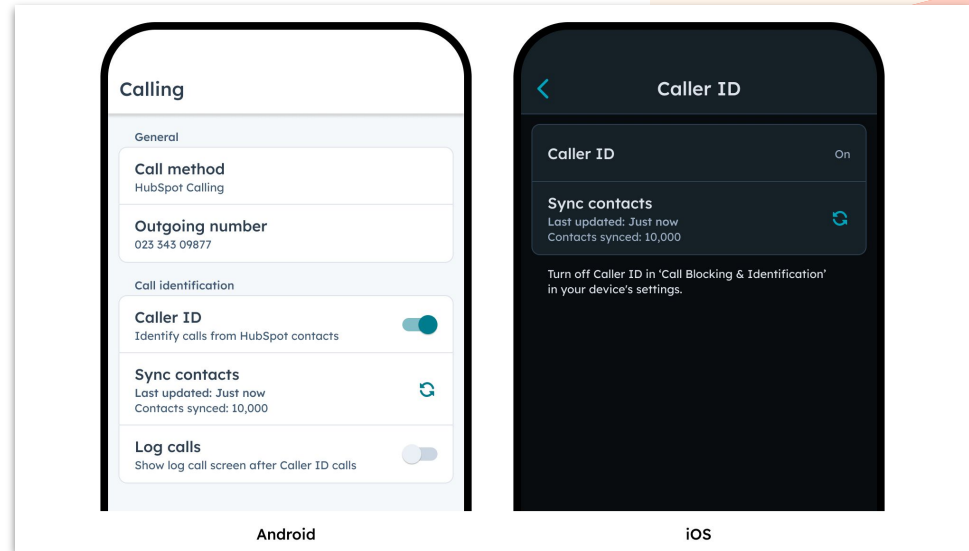 Calling
General
Call method
HubSpot Calling
Outgoing number
023 343 09877
Call identification
Caller ID
Identify calls from HubSpot contacts
Sync contacts
Last updated: Just now
Contacts synced: 10,000
Log calls
Show log call screen after Caller ID calls
Android
Caller ID
Caller ID
On
Sync contacts
Last updated: Just now
Contacts synced: 10,000
Turn off Caller ID in ‘Call Blocking & Identification’
in your device's settings.
iOS